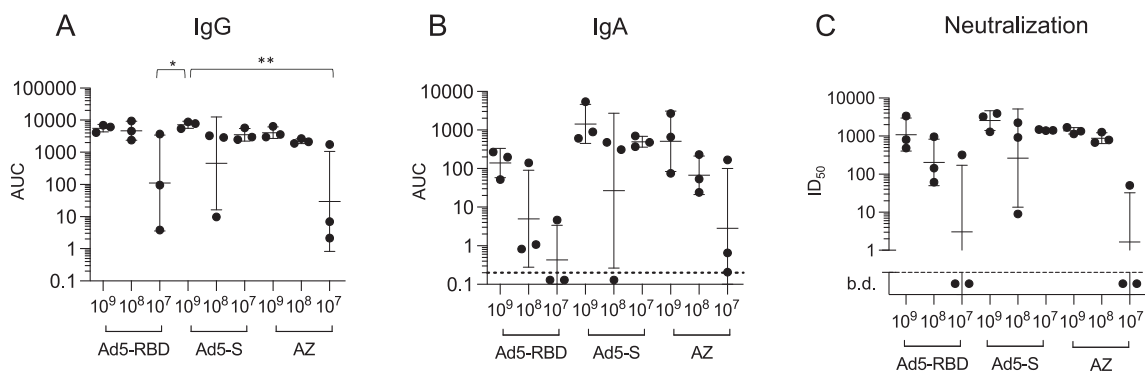 A
IgG
*
**
AUC
100000
10000
1000
100
10
1
0.1
10⁹ 10⁸ 10⁷ 10⁹ 10⁸ 10⁷ 10⁹ 10⁸ 10⁷
Ad5-RBD Ad5-S AZ
B
IgA
AUC
100000
10000
1000
100
10
1
0.1
10⁹ 10⁸ 10⁷ 10⁹ 10⁸ 10⁷ 10⁹ 10⁸ 10⁷
Ad5-RBD Ad5-S AZ
C
Neutralization
ID₅₀
10000
1000
100
10
1
b.d.
10⁹ 10⁸ 10⁷ 10⁹ 10⁸ 10⁷ 10⁹ 10⁸ 10⁷
Ad5-RBD Ad5-S AZ